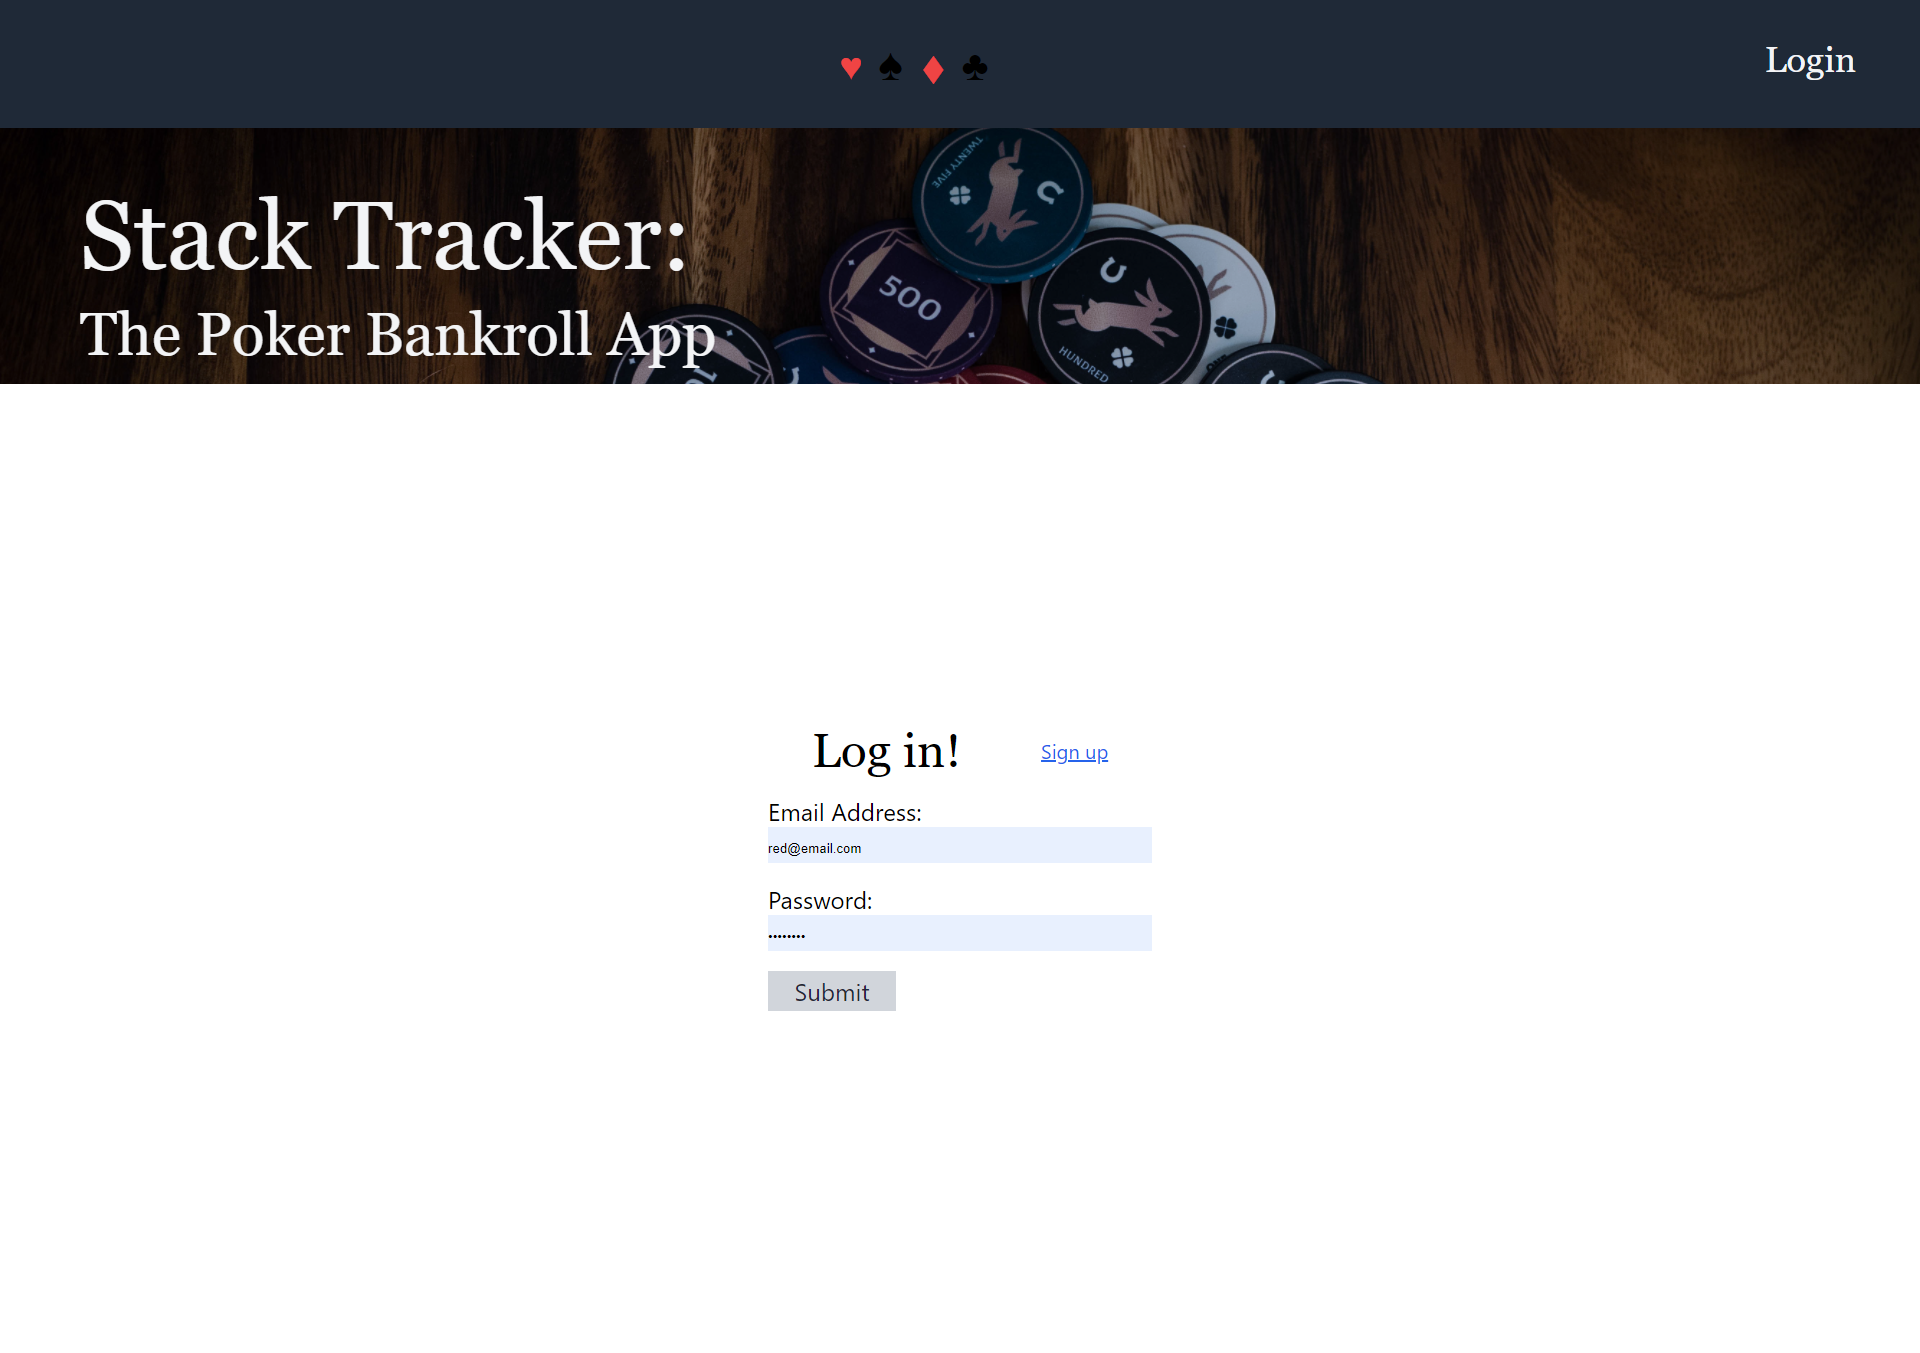 ♥ ♠ ♦ ♣
Login
TWENTY FIVE
Stack Tracker:
500
The Poker Bankroll App
HUNDRED
Log in!
Sign up
Email Address:
red@email.com
Password:
••••••••
Submit